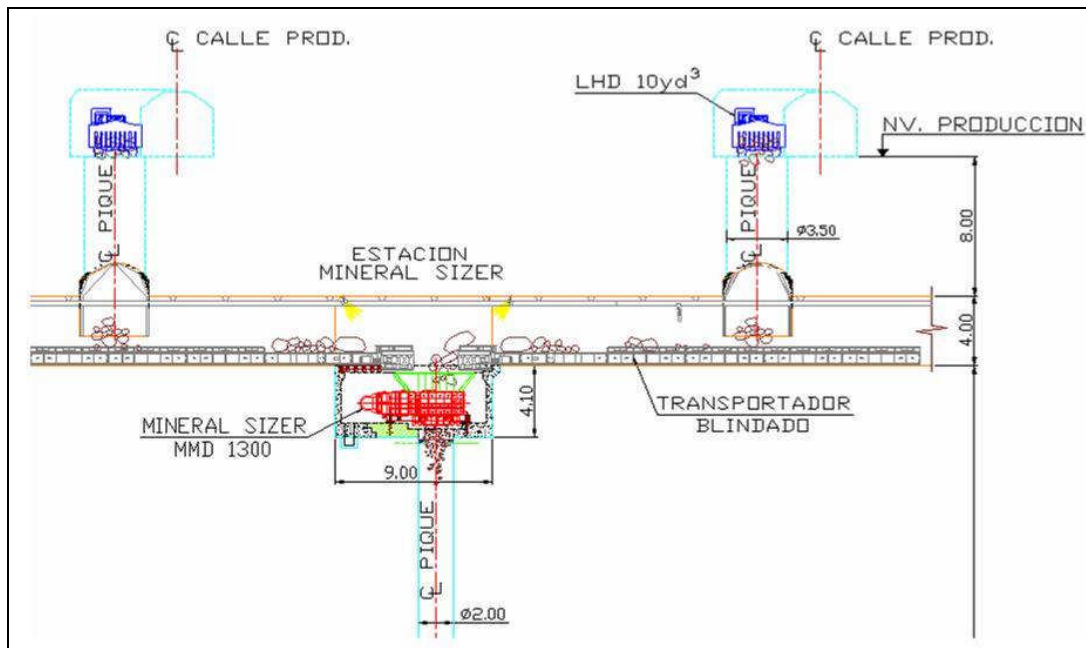 ℄ CALLE PROD.
℄ CALLE PROD.
LHD 10yd³
NV. PRODUCCION
℄ PIQUE
℄ PIQUE
ø3.50
8.00
ESTACION
MINERAL SIZER
4.00
4.10
TRANSPORTADOR
BLINDADO
MINERAL SIZER
MMD 1300
9.00
℄ PIQUE
ø2.00